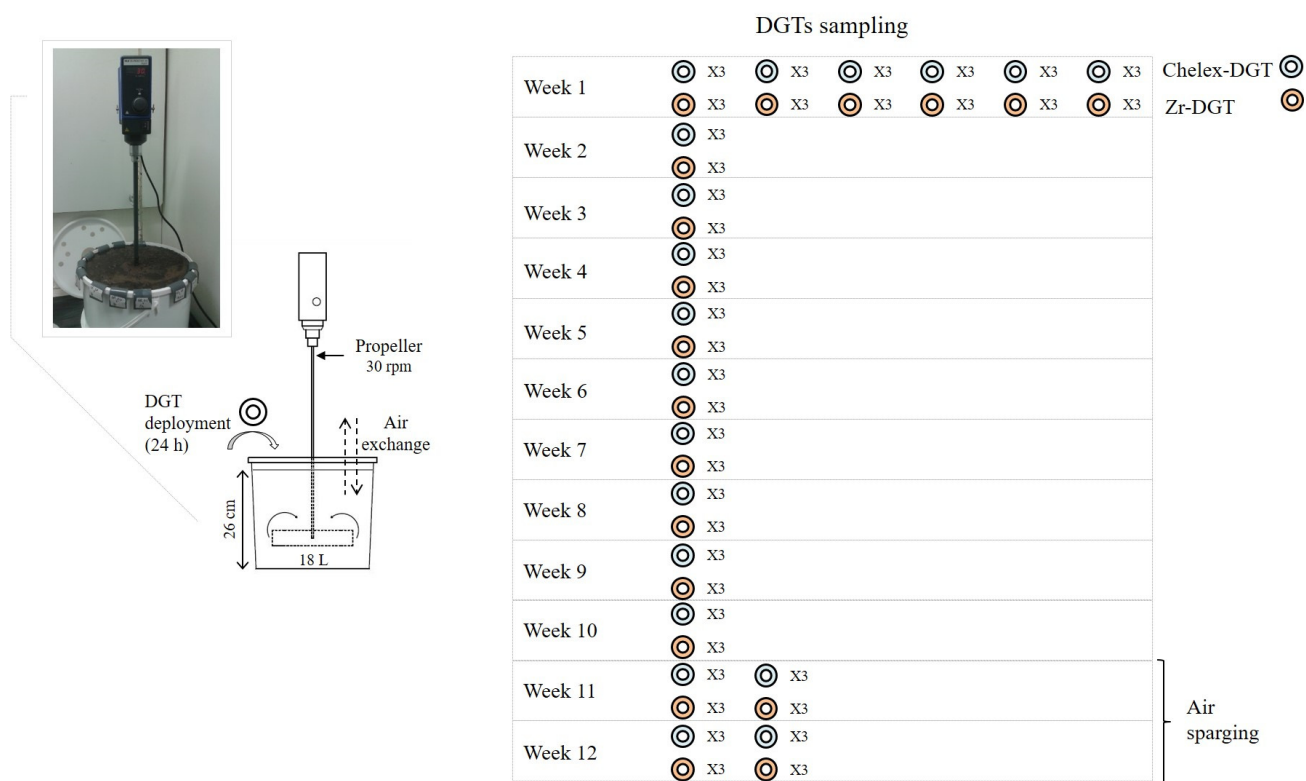 DGTs sampling
Week 1
X3 X3 X3 X3 X3 X3
X3 X3 X3 X3 X3 X3
Chelex-DGT
Zr-DGT
Week 2
X3
X3
Week 3
X3
X3
Week 4
X3
X3
Week 5
X3
X3
Week 6
X3
X3
Week 7
X3
X3
Week 8
X3
X3
Week 9
X3
X3
Week 10
X3
X3
Week 11
X3 X3
X3 X3
Week 12
X3 X3
X3 X3
Air
sparging
Propeller
30 rpm
DGT
deployment
(24 h)
Air
exchange
26 cm
18 L